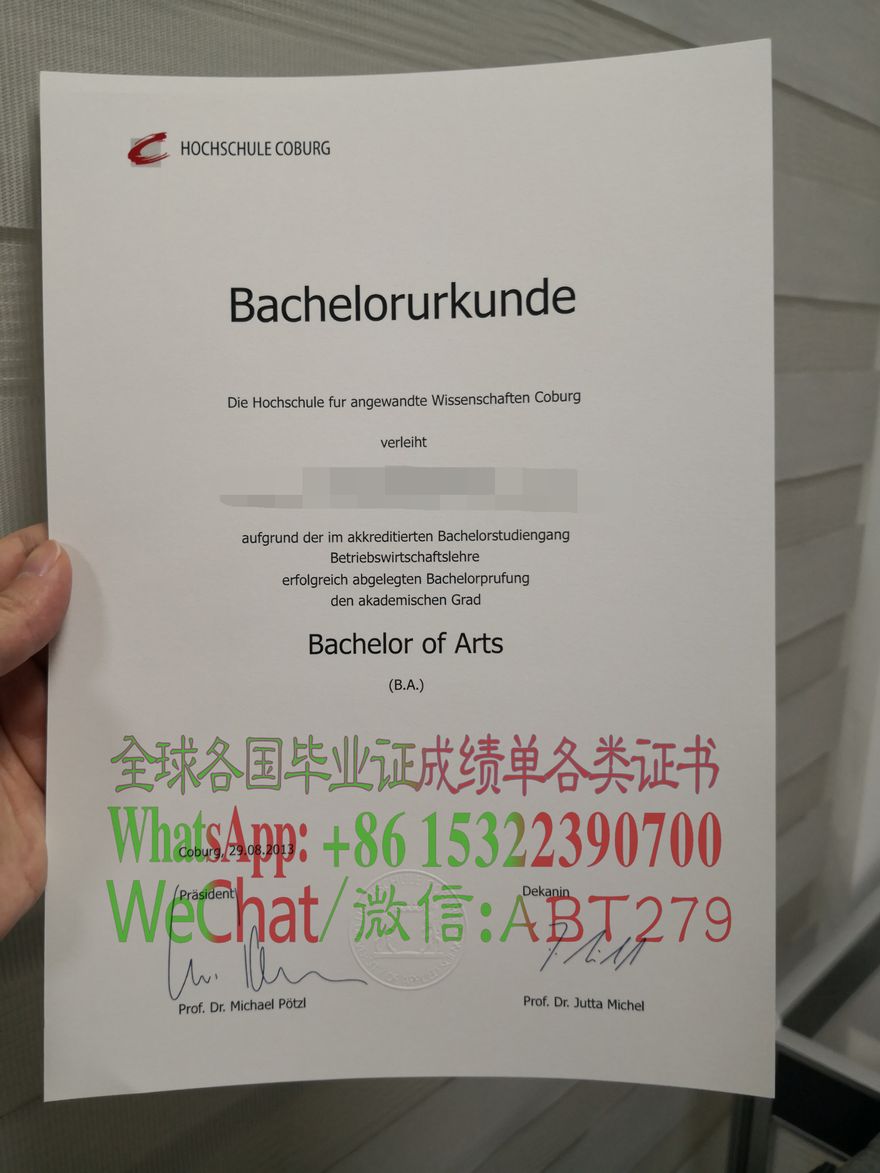 HOCHSCHULE COBURG
Bachelorurkunde
Die Hochschule fur angewandte Wissenschaften Coburg
verleiht
aufgrund der im akkreditierten Bachelorstudiengang
Betriebswirtschaftslehre
erfolgreich abgelegten Bachelorprufung
den akademischen Grad
Bachelor of Arts
(B.A.)
全球各国毕业证成绩单各类证书
WhatsApp: +86 15322390700
Coburg, 29.08.2013
Präsident
Dekanin
WeChat/微信:ABT279
Prof. Dr. Michael Pötzl
Prof. Dr. Jutta Michel